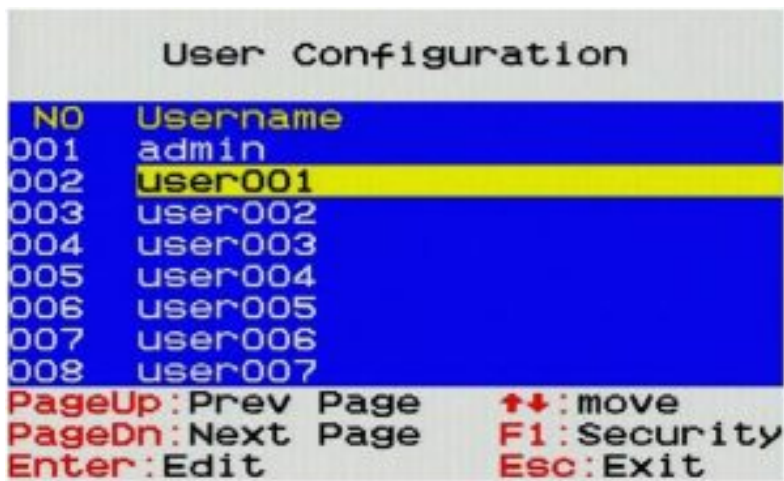 User Configuration
NO Username
001 admin
002 user001
003 user002
004 user003
005 user004
006 user005
007 user006
008 user007
PageUp:Prev Page ↑↓:move
PageDn:Next Page F1:Security
Enter:Edit Esc:Exit